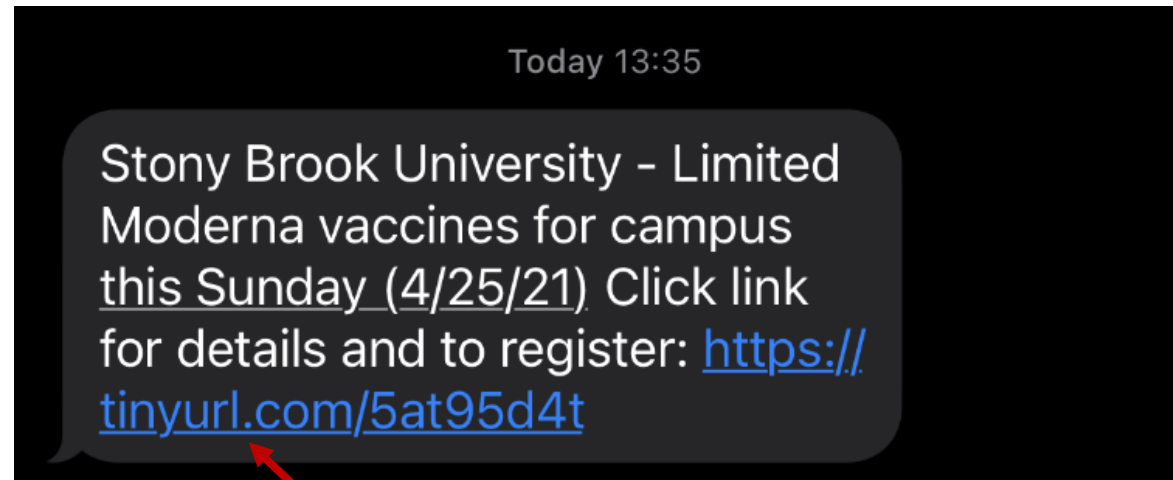 Today 13:35
Stony Brook University - Limited
Moderna vaccines for campus
this Sunday (4/25/21) Click link
for details and to register: https://
tinyurl.com/5at95d4t